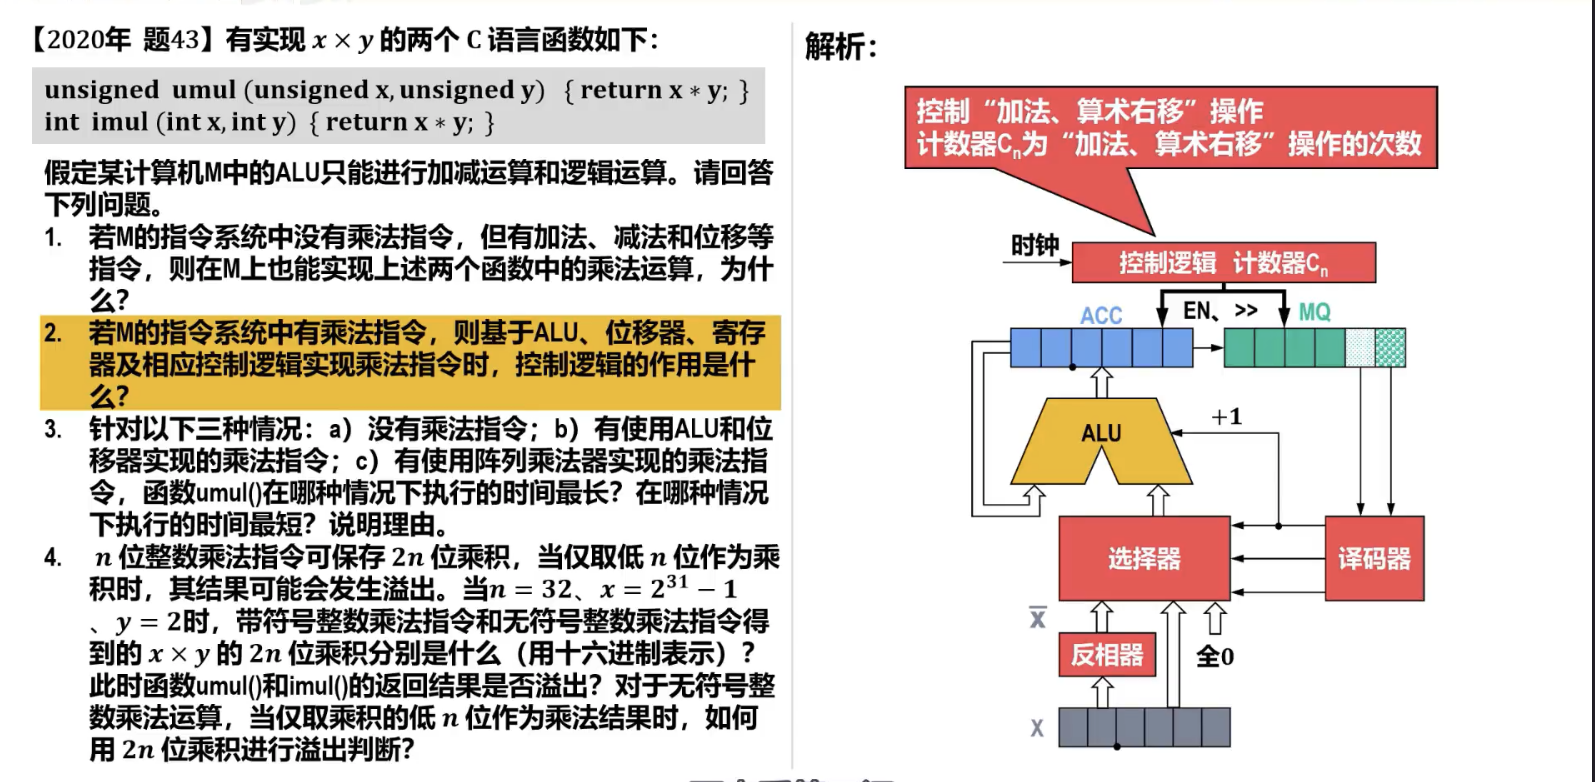 【2020年 题43】有实现 x × y 的两个 C 语言函数如下：
unsigned umul (unsigned x, unsigned y) { return x * y; }
int imul (int x, int y) { return x * y; }
假定某计算机M中的ALU只能进行加减运算和逻辑运算。请回答
下列问题。
1. 若M的指令系统中没有乘法指令，但有加法、减法和位移等
指令，则在M上也能实现上述两个函数中的乘法运算，为什
么？
2. 若M的指令系统中有乘法指令，则基于ALU、位移器、寄存
器及相应控制逻辑实现乘法指令时，控制逻辑的作用是什
么？
3. 针对以下三种情况：a）没有乘法指令；b）有使用ALU和位
移器实现的乘法指令；c）有使用阵列乘法器实现的乘法指
令，函数umul()在哪种情况下执行的时间最长？在哪种情况
下执行的时间最短？说明理由。
4. n 位整数乘法指令可保存 2n 位乘积，当仅取低 n 位作为乘
积时，其结果可能会发生溢出。当n = 32、x = 2³¹ − 1
、y = 2时，带符号整数乘法指令和无符号整数乘法指令得
到的 x × y 的 2n 位乘积分别是什么（用十六进制表示）？
此时函数umul()和imul()的返回结果是否溢出？对于无符号整
数乘法运算，当仅取乘积的低 n 位作为乘法结果时，如何
用 2n 位乘积进行溢出判断？
解析：
控制“加法、算术右移”操作
计数器Cₙ为“加法、算术右移”操作的次数
时钟
控制逻辑 计数器Cₙ
ACC
EN、>>
MQ
ALU
+1
选择器
译码器
X̅
反相器
全0
X